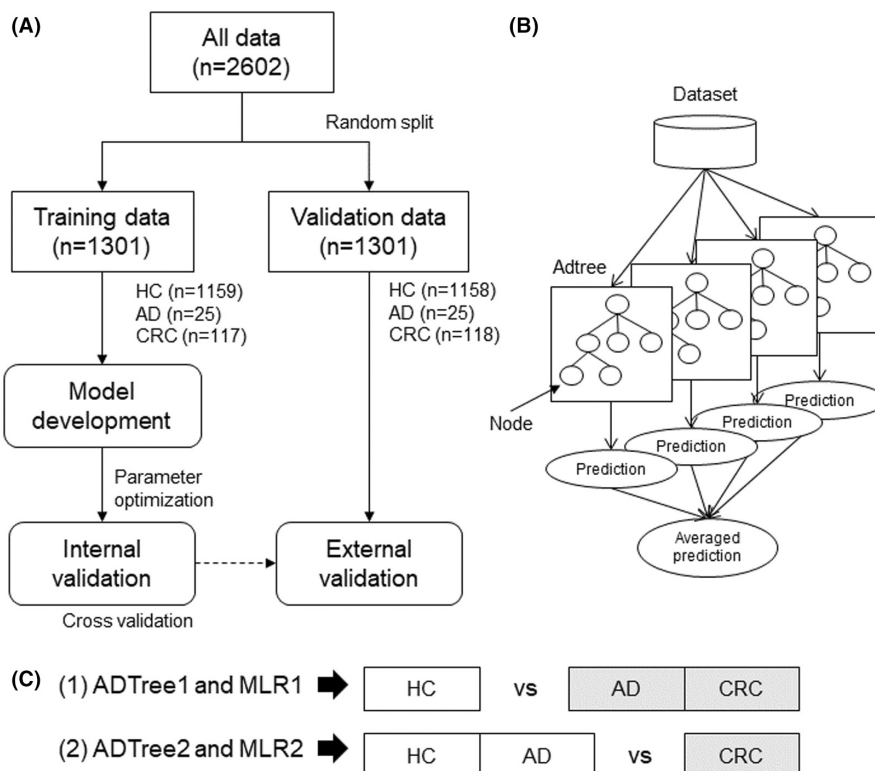 (A)
All data
(n=2602)
Random split
Training data
(n=1301)
Validation data
(n=1301)
HC (n=1159)
AD (n=25)
CRC (n=117)
HC (n=1158)
AD (n=25)
CRC (n=118)
Model
development
Parameter
optimization
Internal
validation
External
validation
Cross validation
(B)
Dataset
Adtree
Node
Prediction
Prediction
Prediction
Prediction
Averaged
prediction
(C)
(1) ADTree1 and MLR1 HC vs AD CRC
(2) ADTree2 and MLR2 HC AD vs CRC